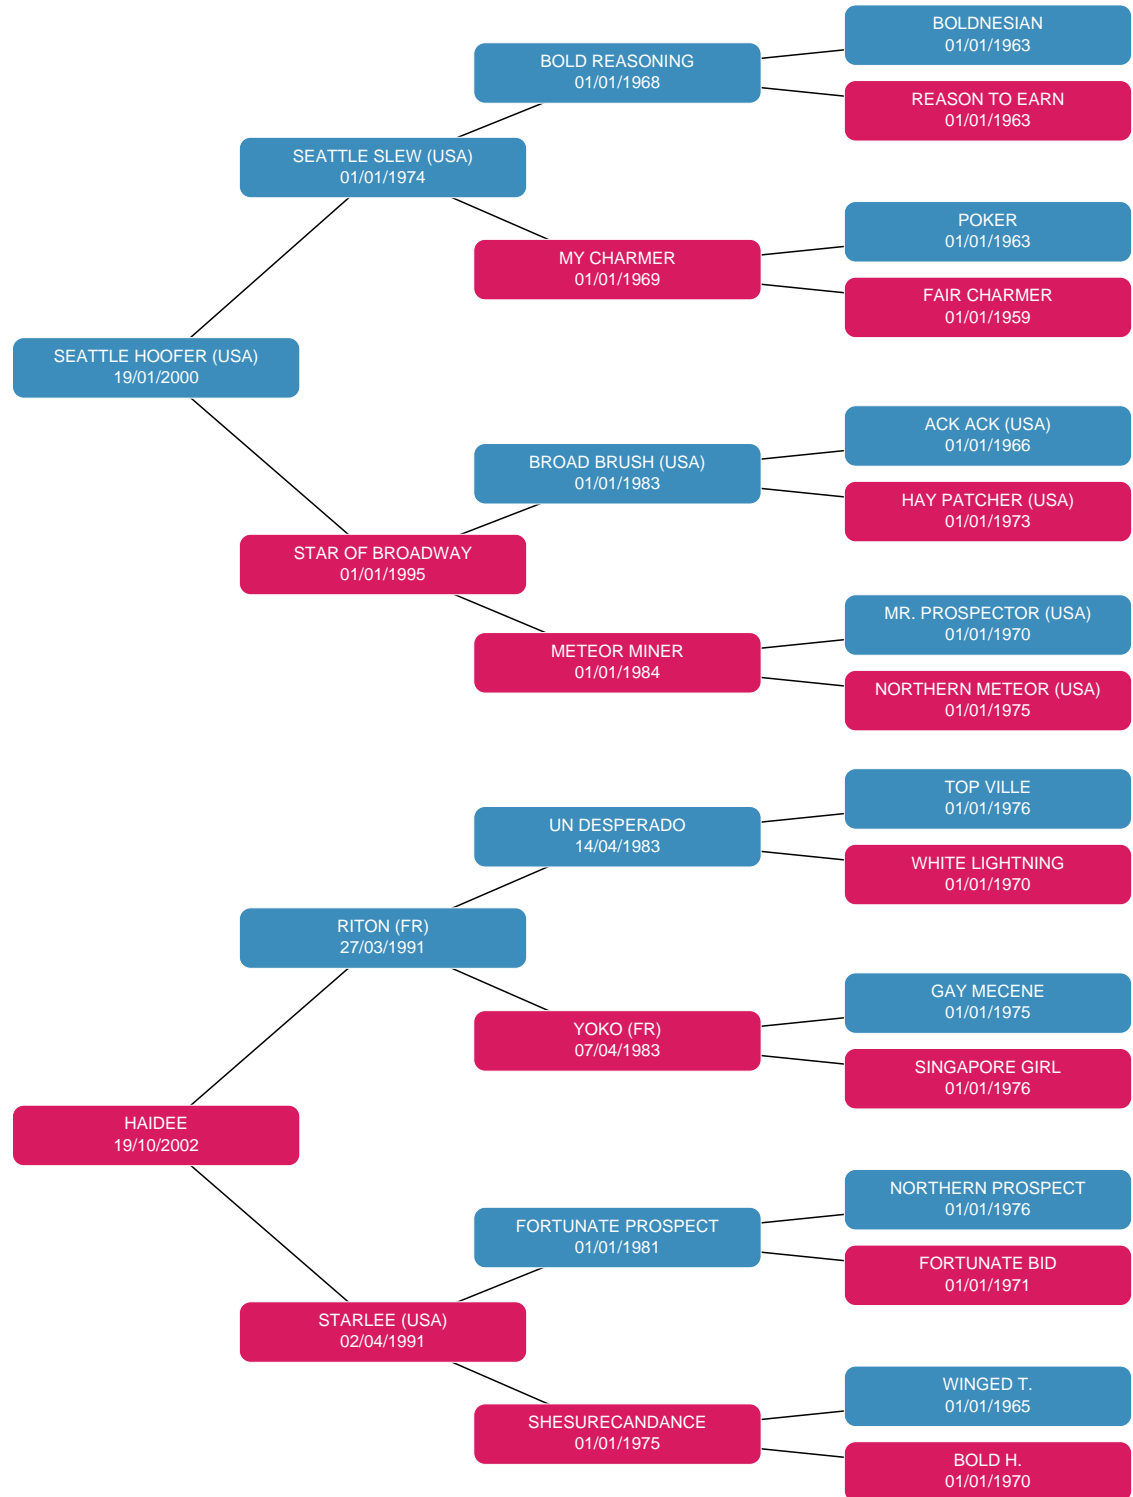 BOLDNESIAN
01/01/1963
BOLD REASONING
01/01/1968
REASON TO EARN
01/01/1963
SEATTLE SLEW (USA)
01/01/1974
POKER
01/01/1963
MY CHARMER
01/01/1969
FAIR CHARMER
01/01/1959
SEATTLE HOOFER (USA)
19/01/2000
ACK ACK (USA)
01/01/1966
BROAD BRUSH (USA)
01/01/1983
HAY PATCHER (USA)
01/01/1973
STAR OF BROADWAY
01/01/1995
MR. PROSPECTOR (USA)
01/01/1970
METEOR MINER
01/01/1984
NORTHERN METEOR (USA)
01/01/1975
TOP VILLE
01/01/1976
UN DESPERADO
14/04/1983
WHITE LIGHTNING
01/01/1970
RITON (FR)
27/03/1991
GAY MECENE
01/01/1975
YOKO (FR)
07/04/1983
SINGAPORE GIRL
01/01/1976
HAIDEE
19/10/2002
NORTHERN PROSPECT
01/01/1976
FORTUNATE PROSPECT
01/01/1981
FORTUNATE BID
01/01/1971
STARLEE (USA)
02/04/1991
WINGED T.
01/01/1965
SHESURECANDANCE
01/01/1975
BOLD H.
01/01/1970